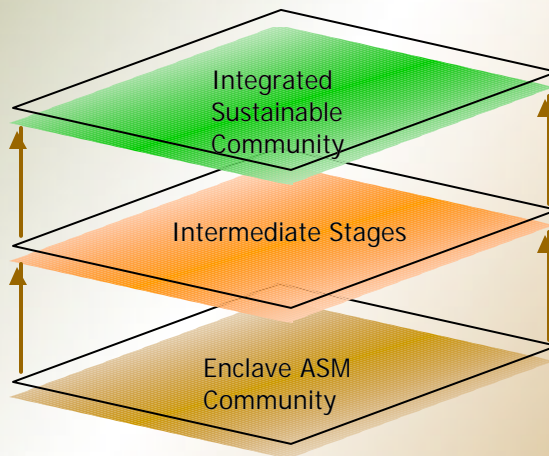 Integrated
Sustainable
Community
Intermediate Stages
Enclave ASM
Community